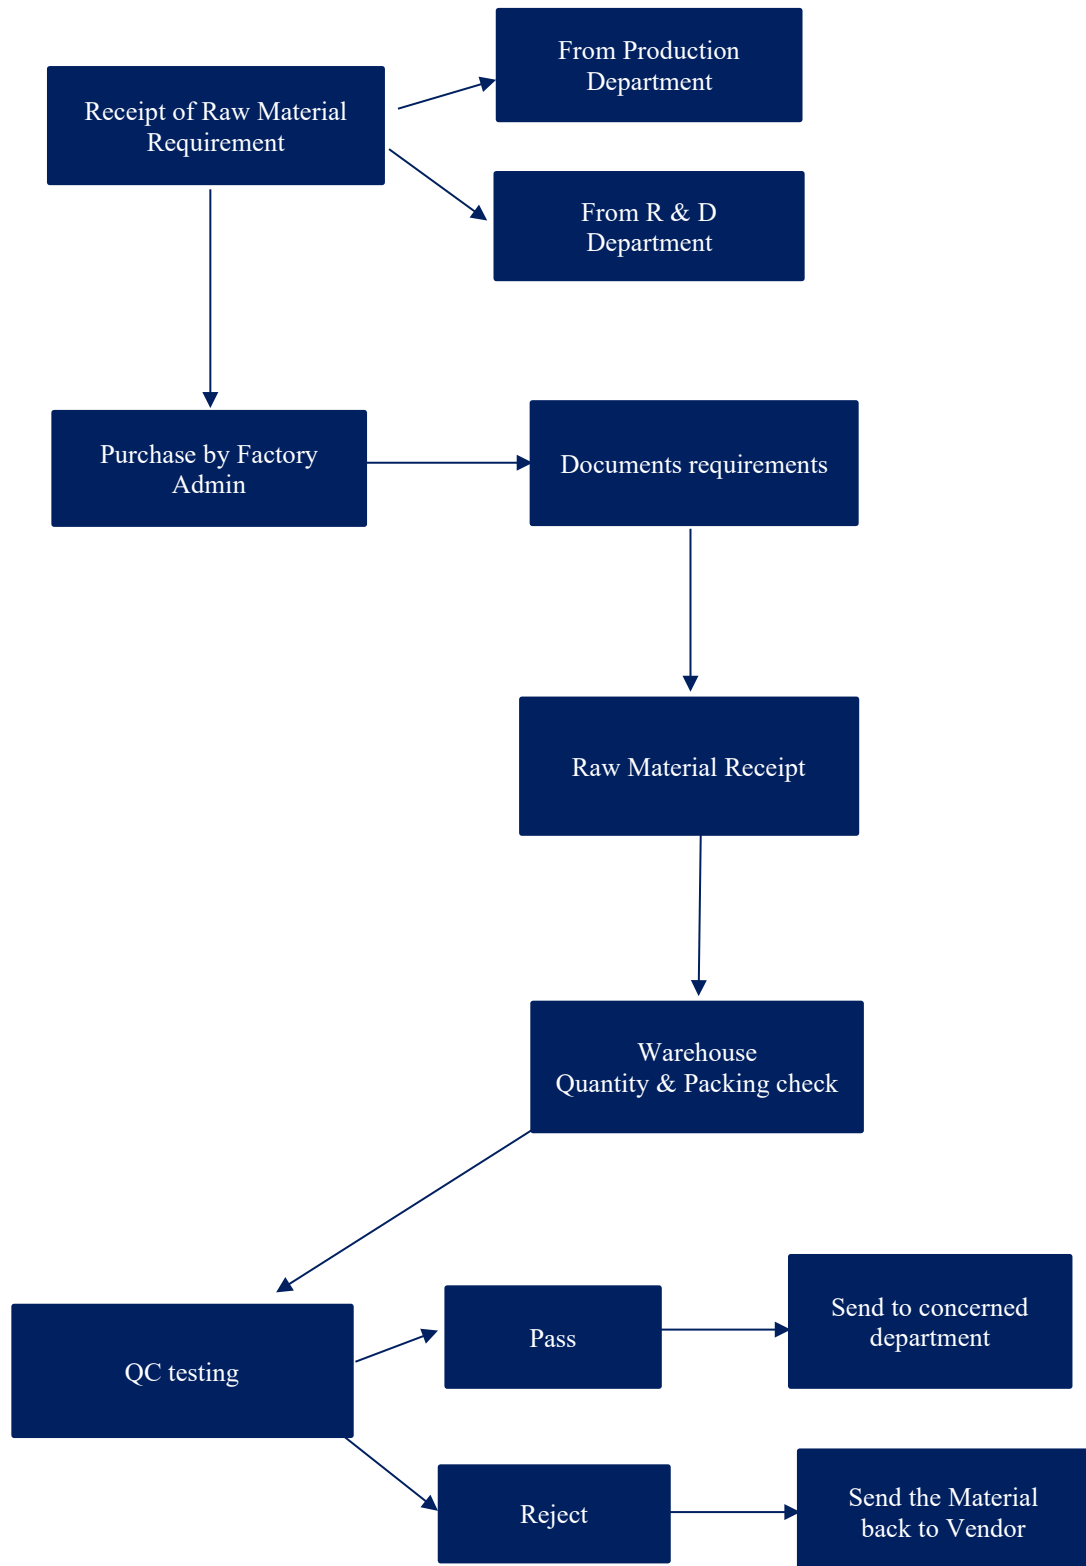 From Production
Department
Receipt of Raw Material
Requirement
From R & D
Department
Purchase by Factory
Admin
Documents requirements
Raw Material Receipt
Warehouse
Quantity & Packing check
QC testing
Pass
Send to concerned
department
Reject
Send the Material
back to Vendor